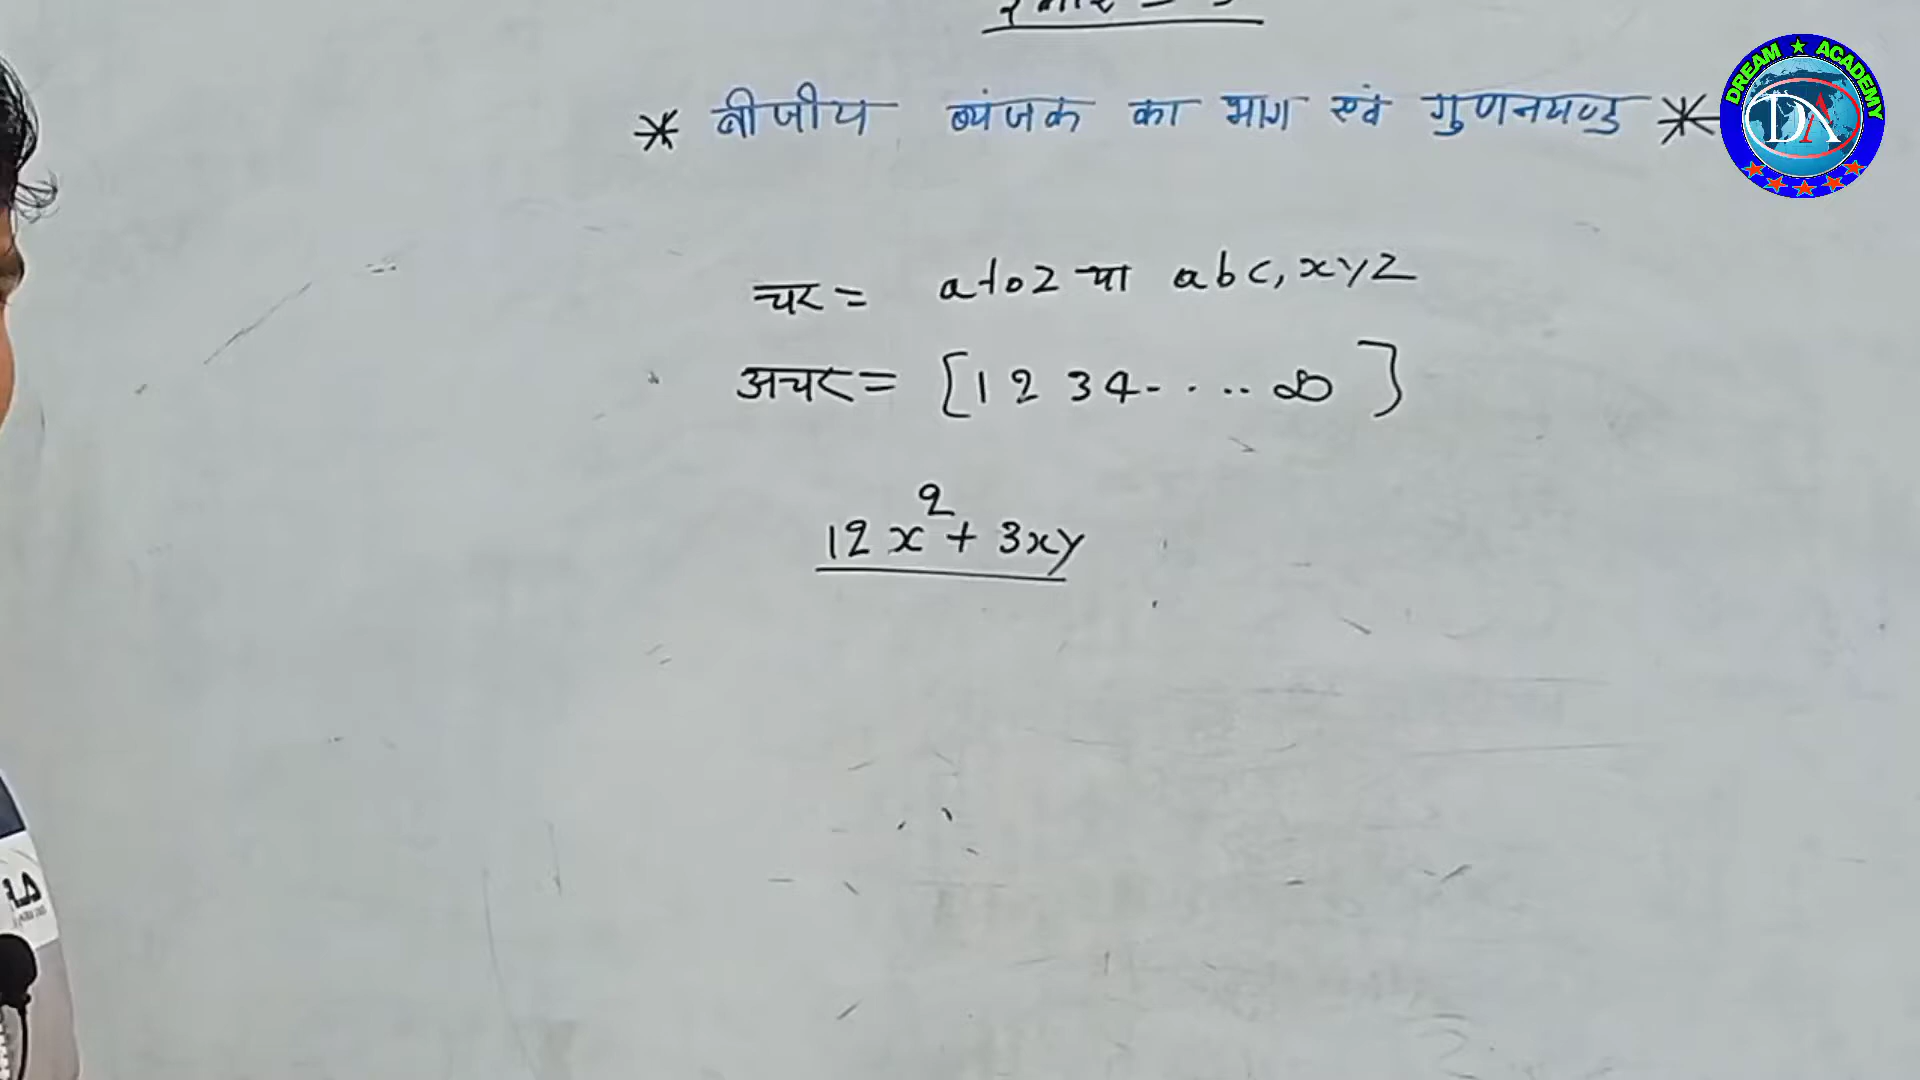 * बीजीय व्यंजक का भाग एवं गुणनखण्ड *
DREAM ★ ACADEMY
DA
चर = a to z या abc, xyz
अचर = [1 2 3 4 - . . . ∞ ]
12x² + 3xy